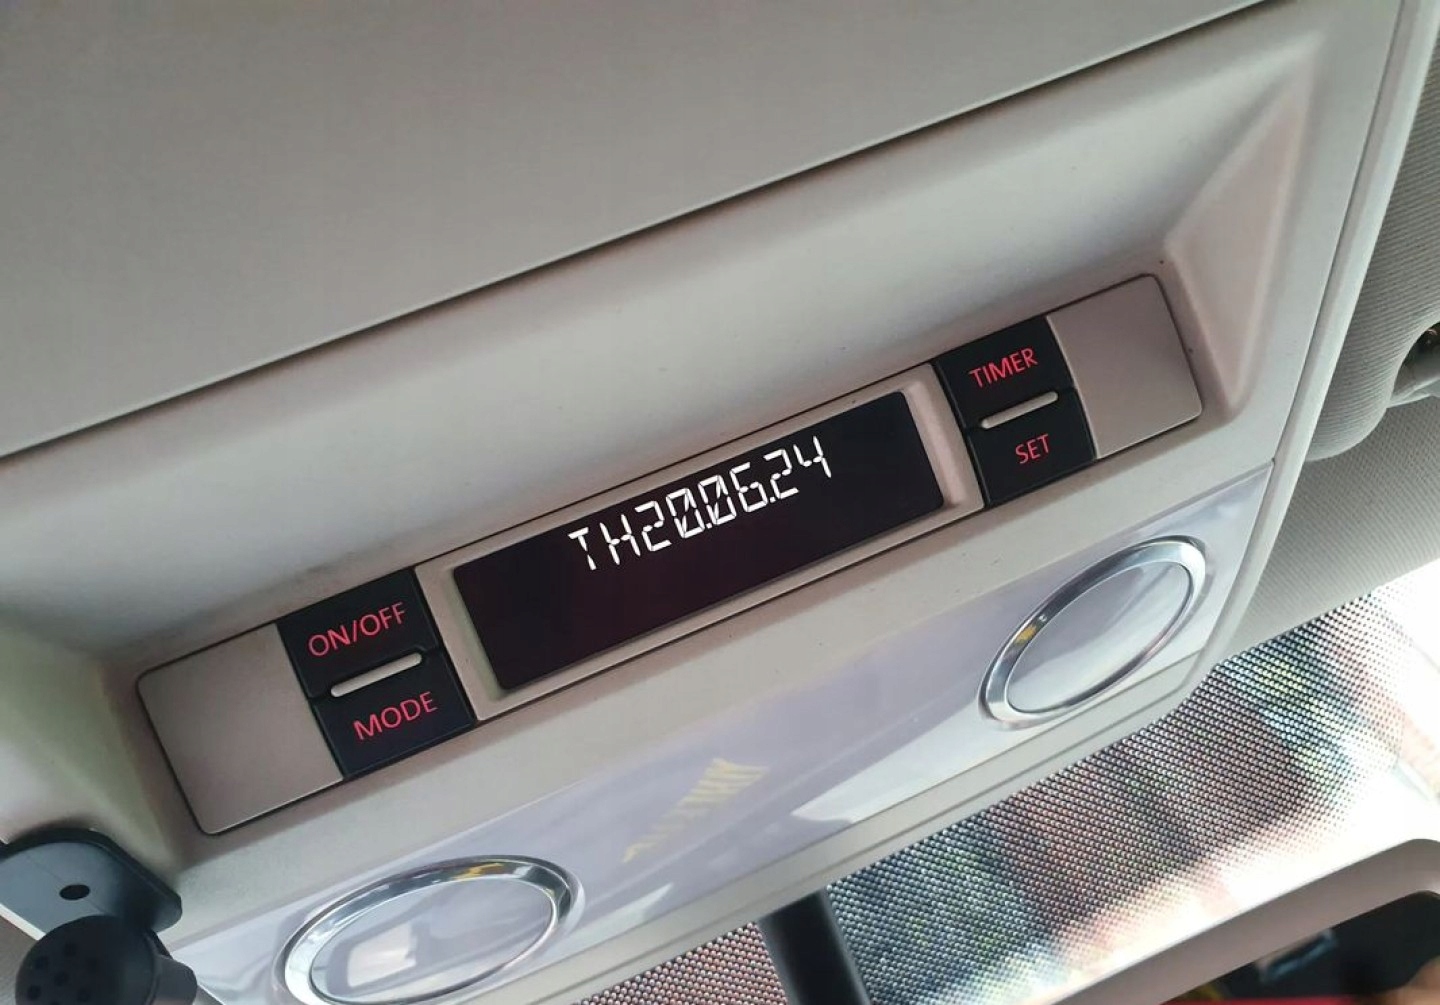 TIMER
SET
TH20.06.24
ON/OFF
MODE